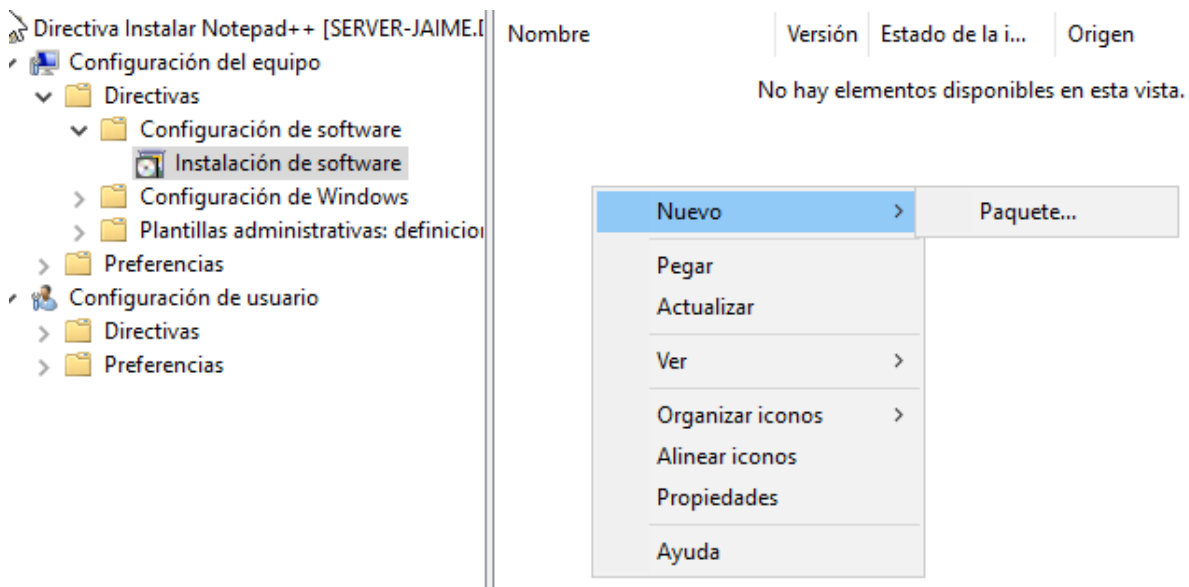 Directiva Instalar Notepad++ [SERVER-JAIME.
Configuración del equipo
Directivas
Configuración de software
Instalación de software
Configuración de Windows
Plantillas administrativas:
Preferencias
Configuración de usuario
Directivas
Preferencias
Nombre Versión Estado de la i... Origen
No hay elementos disponibles en esta vista.
Nuevo
Paquete...
Pegar
Actualizar
Ver
Organizar iconos
Alinear iconos
Propiedades
Ayuda